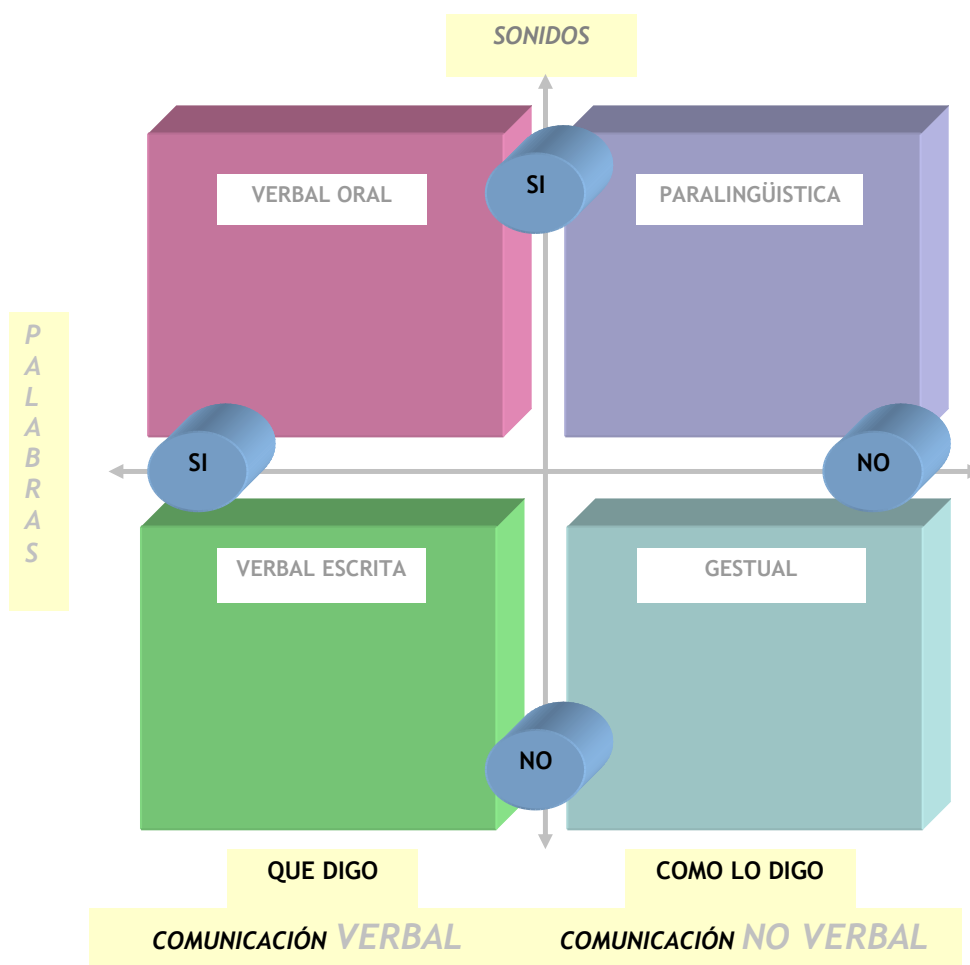 SONIDOS
SI
VERBAL ORAL
PARALINGÜISTICA
P
A
L
A
B
R
A
S
SI
NO
VERBAL ESCRITA
GESTUAL
NO
QUE DIGO
COMO LO DIGO
COMUNICACIÓN VERBAL
COMUNICACIÓN NO VERBAL